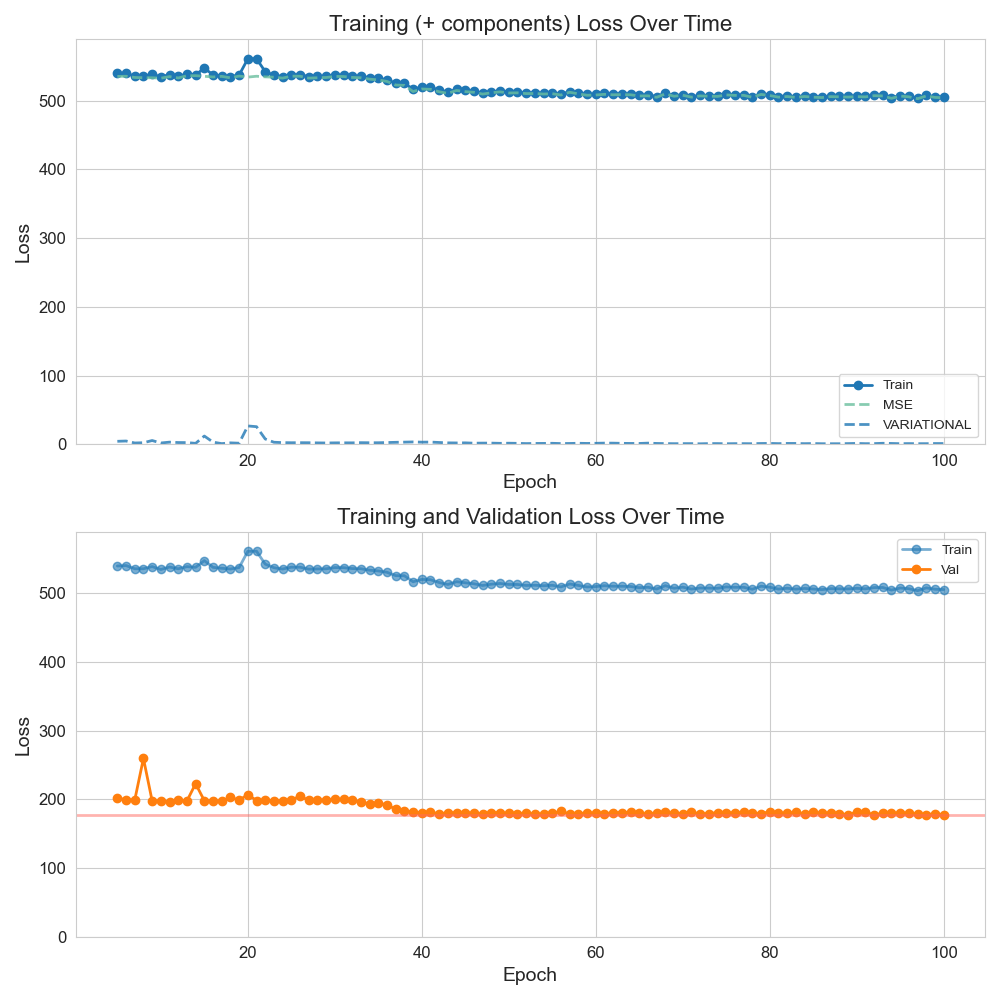 Training (+ components) Loss Over Time
500
400
300
200
100
0
Loss
20 40 60 80 100
Epoch
Train
MSE
VARIATIONAL
Training and Validation Loss Over Time
500
400
300
200
100
0
Loss
20 40 60 80 100
Epoch
Train
Val